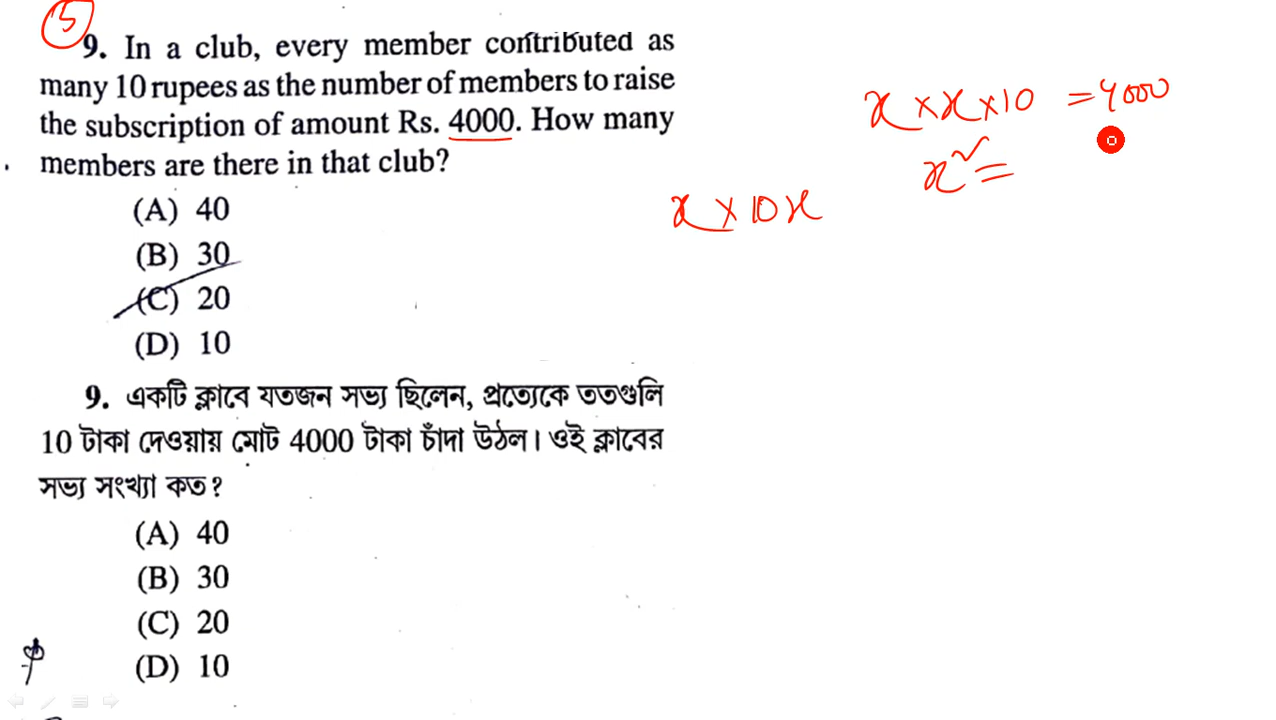 5
9. In a club, every member contributed as
many 10 rupees as the number of members to raise
the subscription of amount Rs. 4000. How many
members are there in that club?
(A) 40
(B) 30
(C) 20
(D) 10
x × x × 10 = 4000
x² =
x × 10x
9. একটি ক্লাবে যতজন সভ্য ছিলেন, প্রত্যেকে ততগুলি
10 টাকা দেওয়ায় মোট 4000 টাকা চাঁদা উঠল। ওই ক্লাবের
সভ্য সংখ্যা কত?
(A) 40
(B) 30
(C) 20
(D) 10